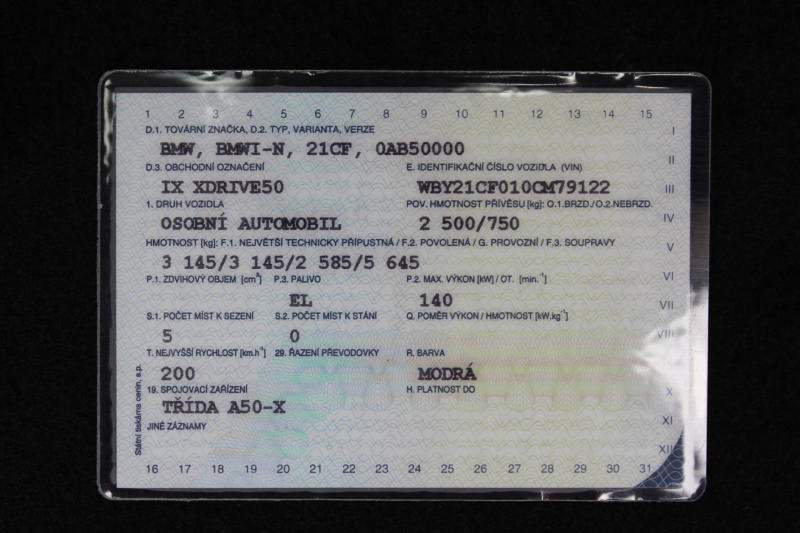 1 2 3 4 5 6 7 8 9 10 11 12 13 14 15
D.1. TOVÁRNÍ ZNAČKA, D.2. TYP, VARIANTA, VERZE
I
BMW, BMWI-N, 21CF, 0AB50000
D.3. OBCHODNÍ OZNAČENÍ E. IDENTIFIKAČNÍ ČÍSLO VOZIDLA (VIN)
II
IX XDRIVE50 WBY21CF010CM79122
III
1. DRUH VOZIDLA POV. HMOTNOST PŘÍVĚSU [kg]: O.1.BRZD./O.2.NEBRZD.
OSOBNÍ AUTOMOBIL 2 500/750
IV
HMOTNOST [kg]: F.1. NEJVĚTŠÍ TECHNICKY PŘÍPUSTNÁ / F.2. POVOLENÁ / G. PROVOZNÍ / F.3. SOUPRAVY
V
3 145/3 145/2 585/5 645
P.1. ZDVIHOVÝ OBJEM [cm³] P.3. PALIVO P.2. MAX. VÝKON [kW] / OT. [min.⁻¹]
VI
EL 140
VII
S.1. POČET MÍST K SEZENÍ S.2. POČET MÍST K STÁNÍ Q. POMĚR VÝKON / HMOTNOST [kW.kg⁻¹]
VIII
5 0
T. NEJVYŠŠÍ RYCHLOST [km.h⁻¹] 29. ŘAZENÍ PŘEVODOVKY R. BARVA
200 MODRÁ
19. SPOJOVACÍ ZAŘÍZENÍ H. PLATNOST DO
X
TŘÍDA A50-X
XI
JINÉ ZÁZNAMY
XII
Státní tiskárna cenin, s.p.
16 17 18 19 20 21 22 23 24 25 26 27 28 29 30 31